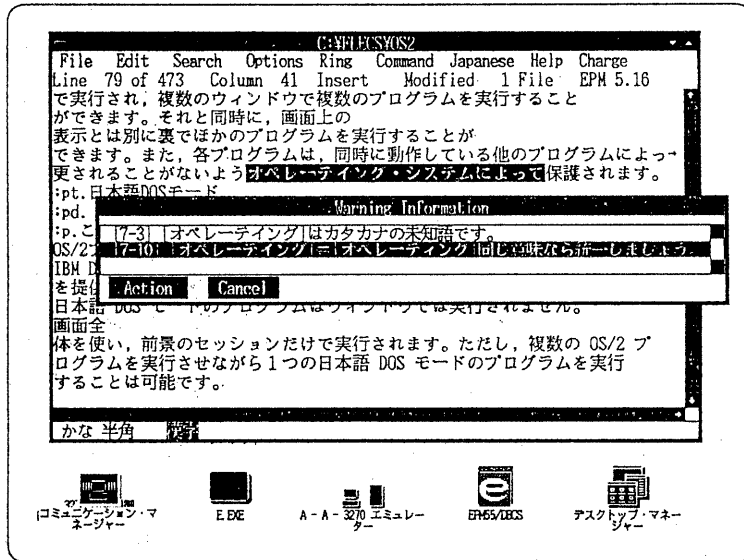 C:¥FLECS¥OS2
File Edit Search Options Ring Command Japanese Help Charge
Line 79 of 473 Column 41 Insert Modified 1 File EPM 5.16
で実行され，複数のウィンドウで複数のプログラムを実行すること
ができます。それと同時に，画面上の
表示とは別に裏でほかのプログラムを実行することが
できます。また，各プログラムは，同時に動作している他のプログラムによっ→
更されることがないようオペレーテイング・システムによって保護されます。
:pt.日本語DOSモード
:pd.
Warning Information
:p.こ
[7-3] [オペレーテイング]はカタカナの未知語です。
OS/2プ
[7-10] [オペレーテイング]=[オペレーティング]同じ意味なら統一しましょう.
IBM D
を提供
Action Cancel
日本語 DOS モードのプログラムはウィンドウでは実行されません。
画面全
体を使い，前景のセッションだけで実行されます。ただし，複数の OS/2 プ
ログラムを実行させながら１つの日本語 DOS モードのプログラムを実行
することは可能です。
かな 半角
コミュニケーション・マネージャー
E.EXE
A - A - 3270 エミュレーター
EPM55/DBCS
デスクトップ・マネージャー